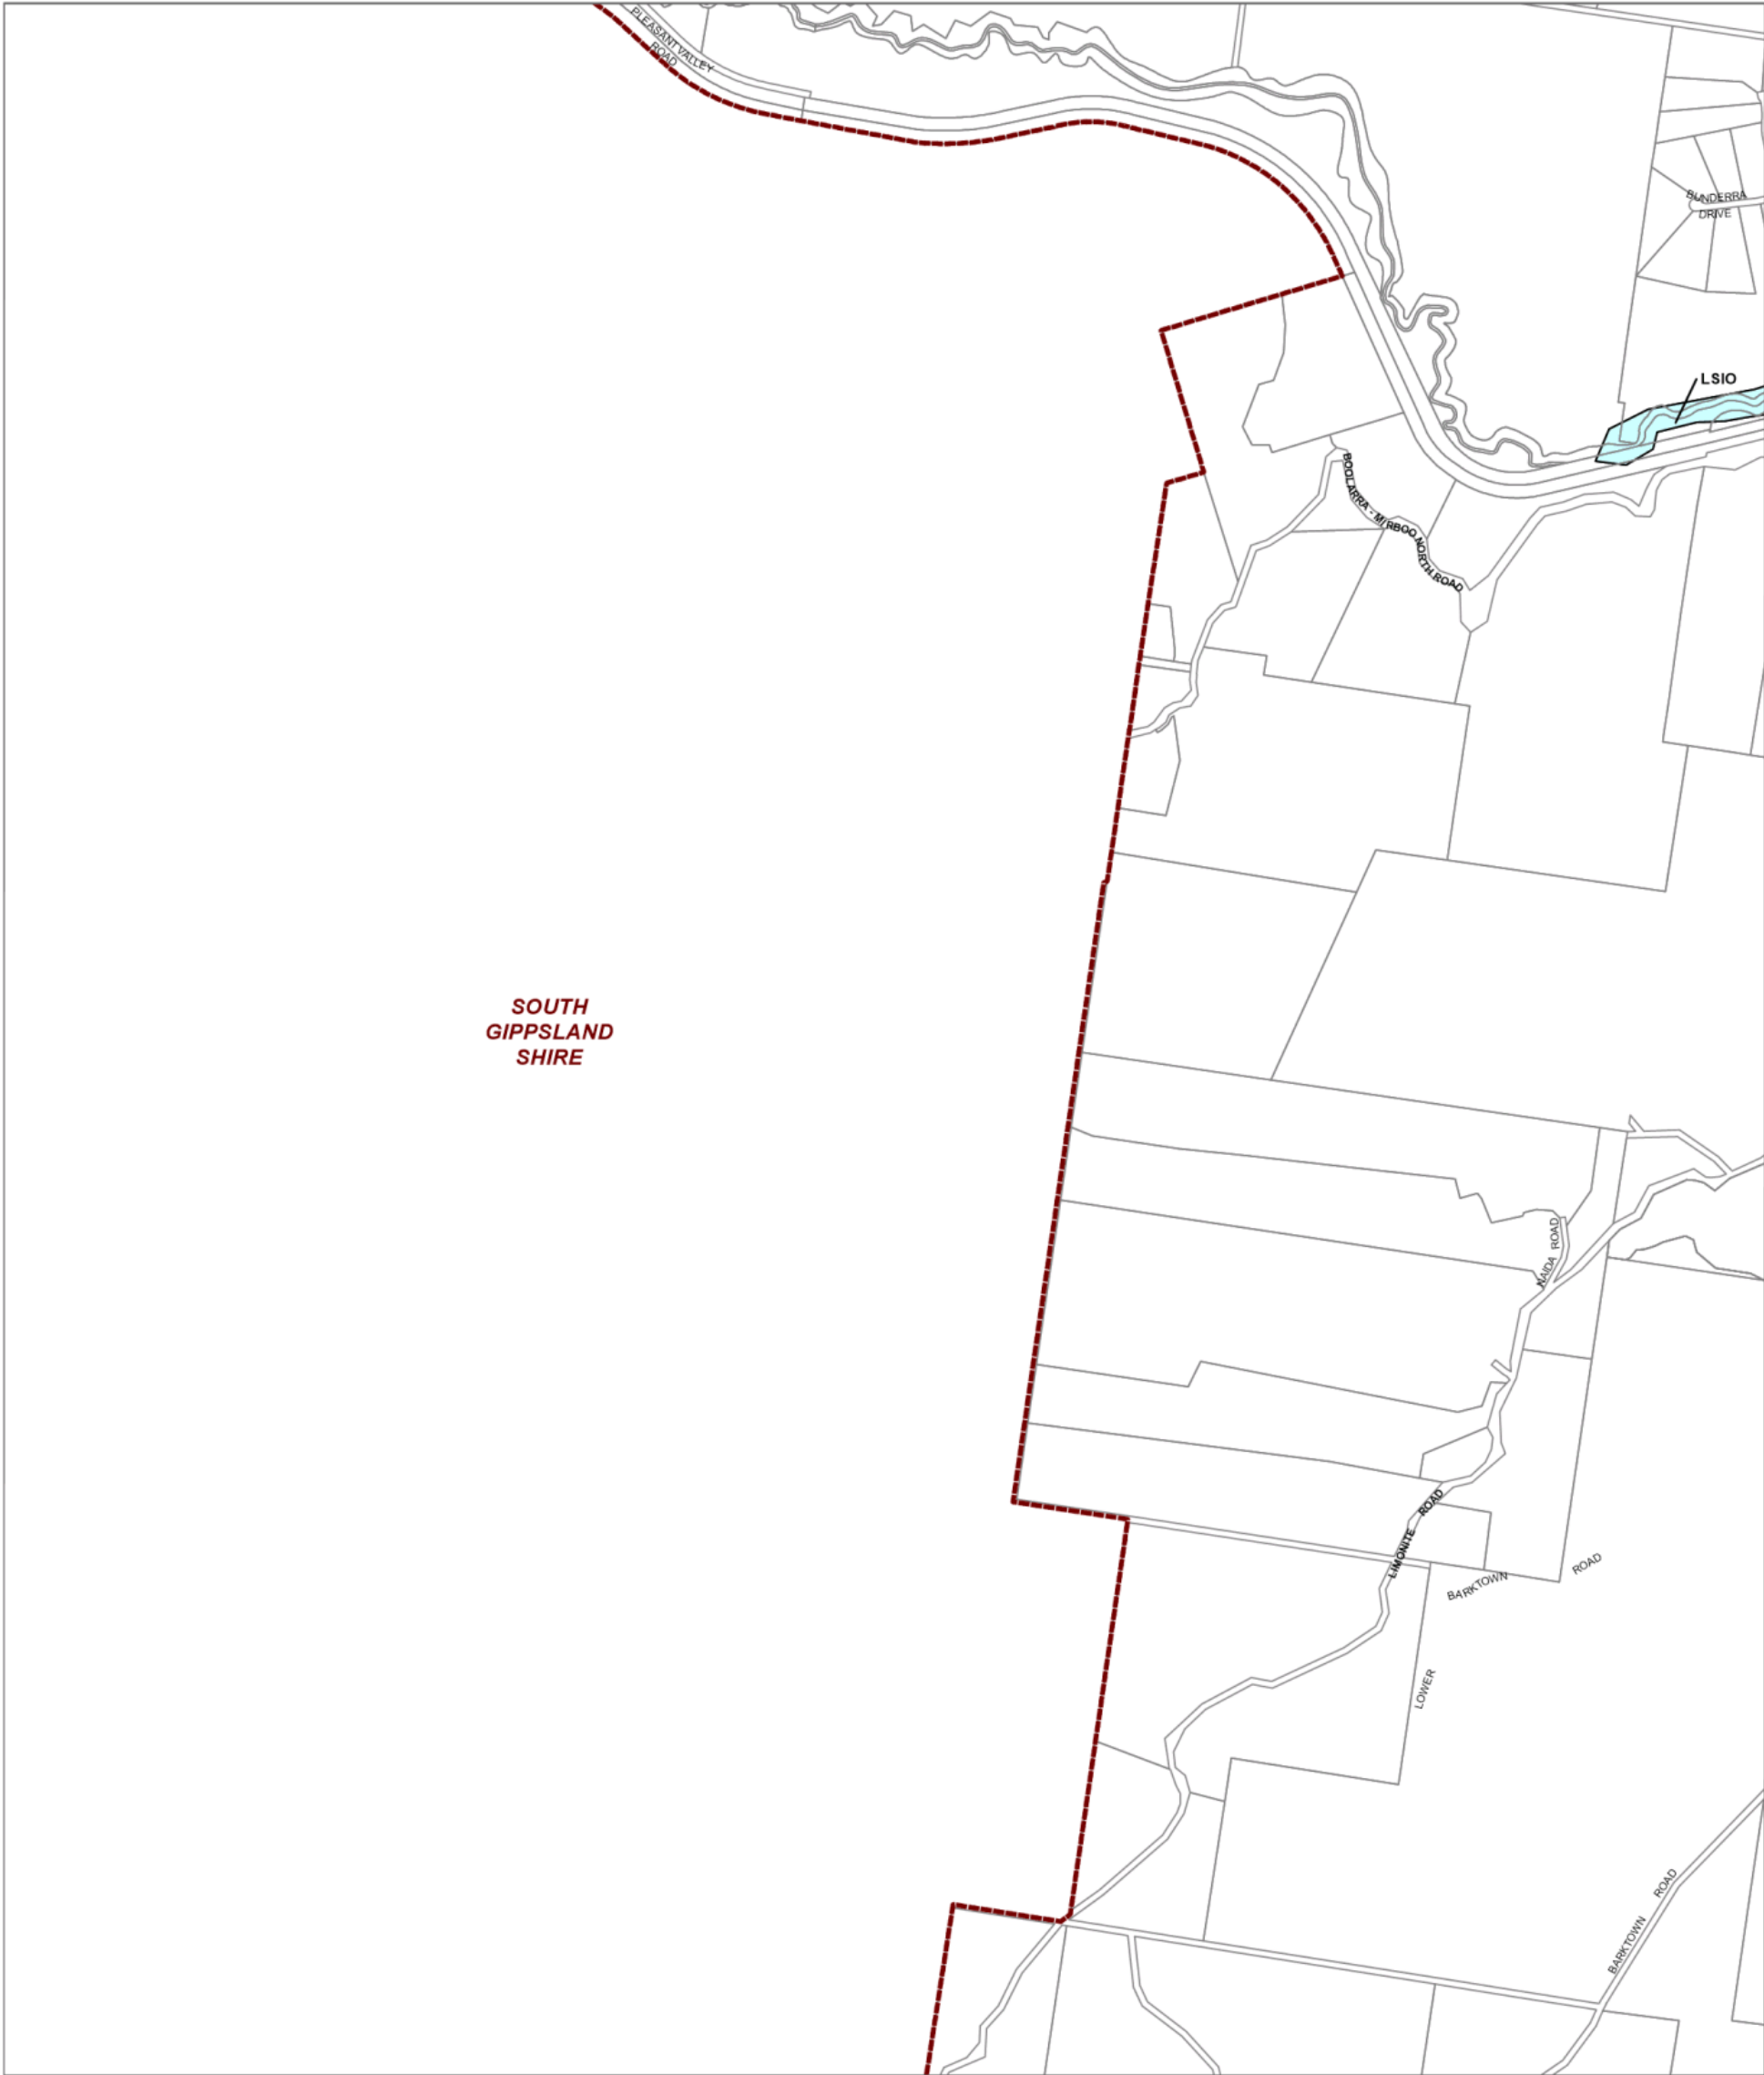 PLEASANT VALLEY
ROAD
BUNDERRA
DRIVE
LSIO
BOOLARRA - MIRBOO NORTH ROAD
SOUTH
GIPPSLAND
SHIRE
NAIDA ROAD
LIMONITE ROAD
BARKTOWN ROAD
LOWER
BARKTOWN ROAD